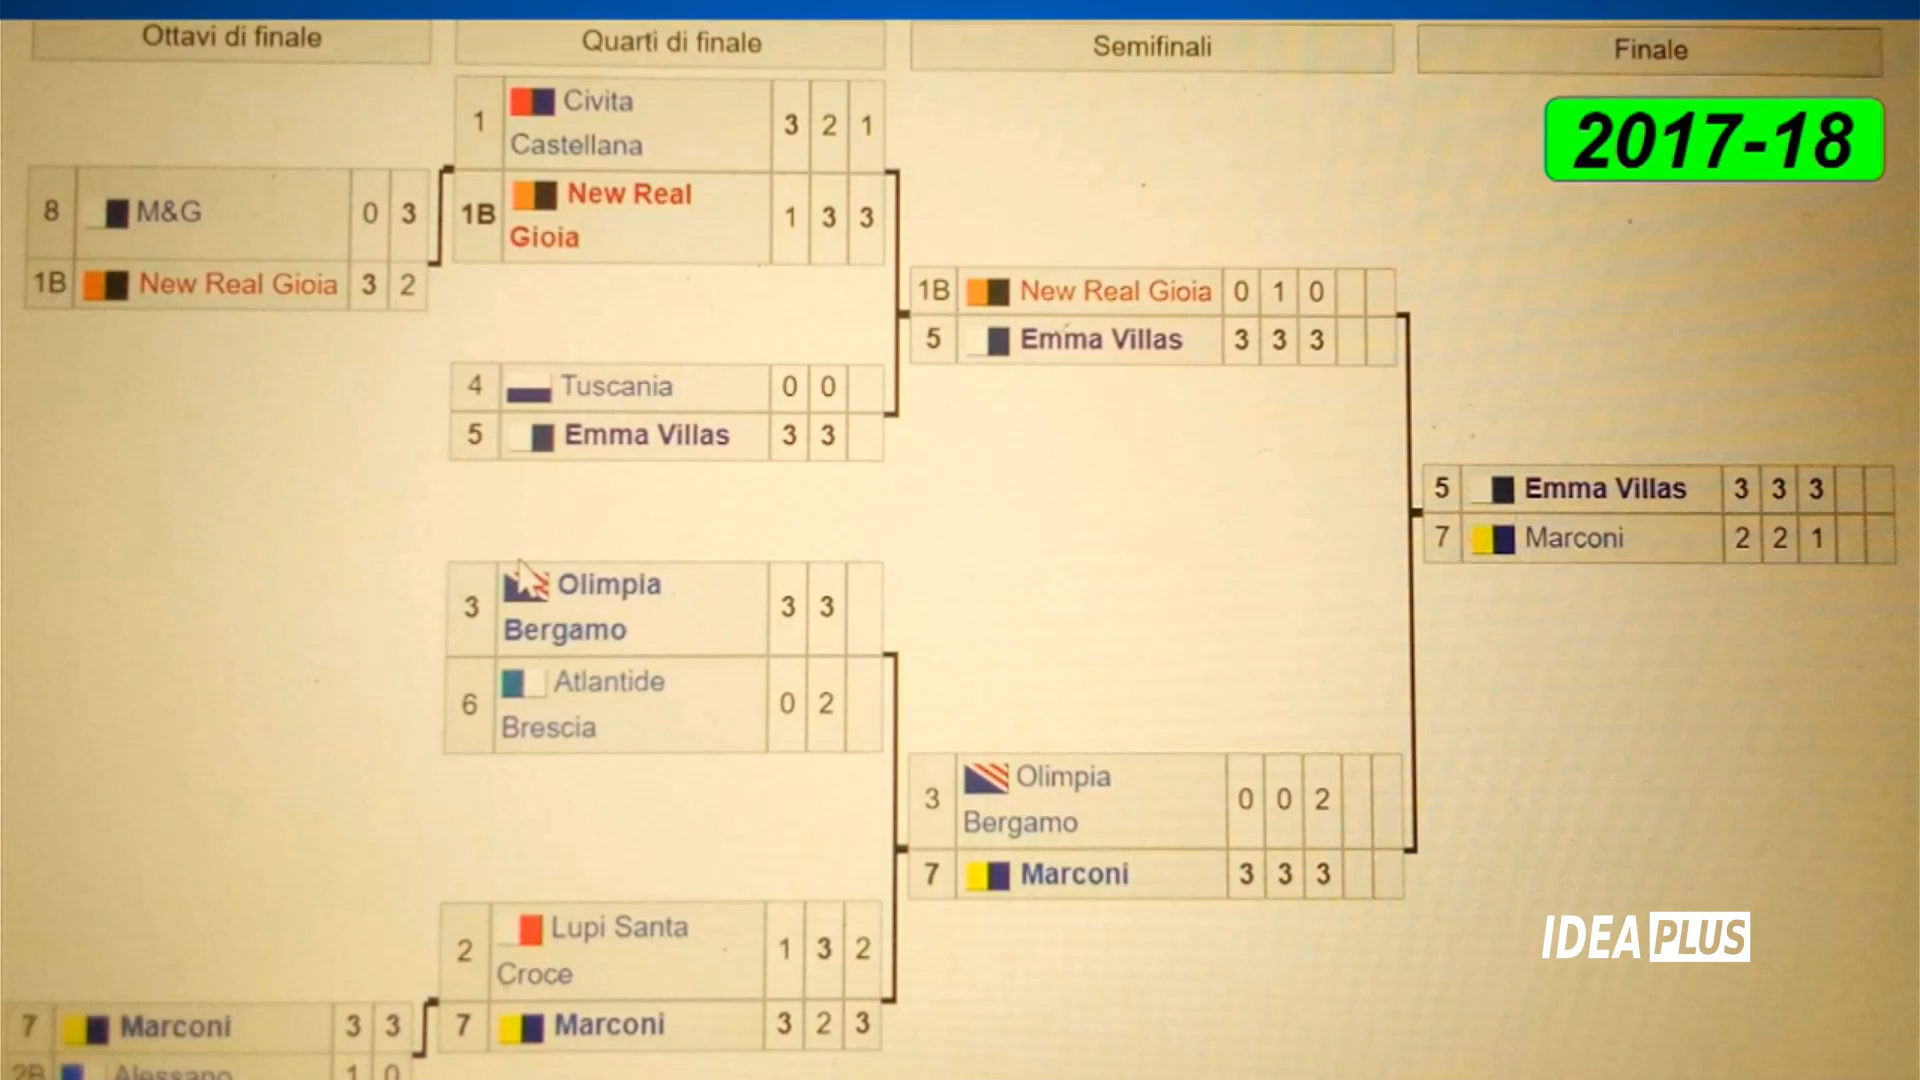 Ottavi di finale
Quarti di finale
Semifinali
Finale
2017-18
8 M&G 0 3
1B New Real Gioia 3 2
1 Civita
Castellana 3 2 1
1B New Real
Gioia 1 3 3
4 Tuscania 0 0
5 Emma Villas 3 3
3 Olimpia
Bergamo 3 3
6 Atlantide
Brescia 0 2
2 Lupi Santa
Croce 1 3 2
7 Marconi 3 2 3
7 Marconi 3 3
2B Alessano 1 0
1B New Real Gioia 0 1 0
5 Emma Villas 3 3 3
3 Olimpia
Bergamo 0 0 2
7 Marconi 3 3 3
5 Emma Villas 3 3 3
7 Marconi 2 2 1
IDEA PLUS